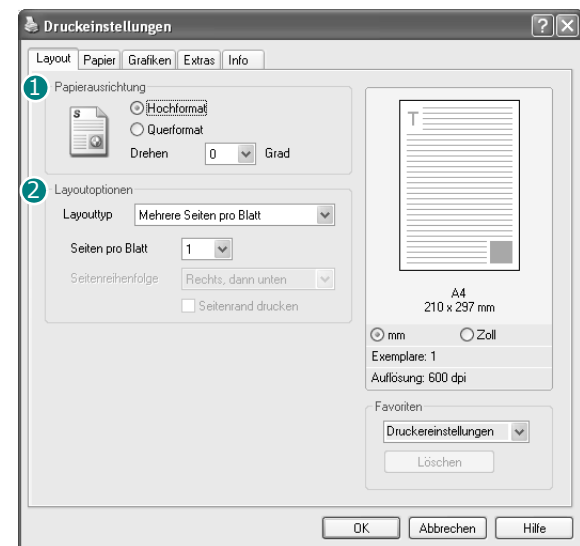 Druckeinstellungen
Layout Papier Grafiken Extras Info
1 Papierausrichtung
S
Hochformat
Querformat
Drehen 0 Grad
2 Layoutoptionen
Layouttyp Mehrere Seiten pro Blatt
Seiten pro Blatt 1
Seitenreihenfolge Rechts, dann unten
Seitenrand drucken
T
A4
210 x 297 mm
mm Zoll
Exemplare: 1
Auflösung: 600 dpi
Favoriten
Druckereinstellungen
Löschen
OK Abbrechen Hilfe